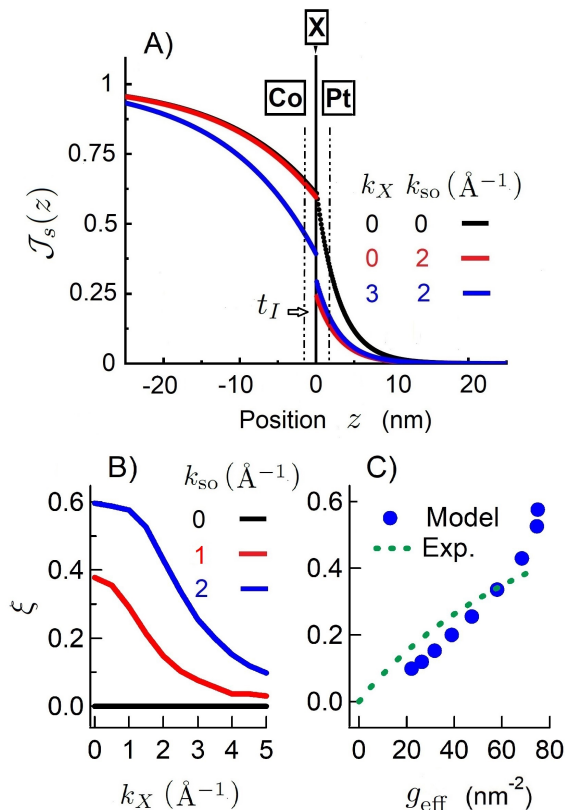 A)
X
Co Pt
1
0.75
0.5
0.25
0
𝒥ₛ(z)
k_X k_so (Å⁻¹)
0 0
0 2
3 2
t_I ⇨
-20 -10 0 10 20
Position z (nm)
B)
k_so (Å⁻¹)
0
1
2
0.6
0.4
0.2
0.0
ξ
0 1 2 3 4 5
k_X (Å⁻¹)
C)
Model
Exp.
0.6
0.4
0.2
0.0
0 20 40 60 80
g_eff (nm⁻²)